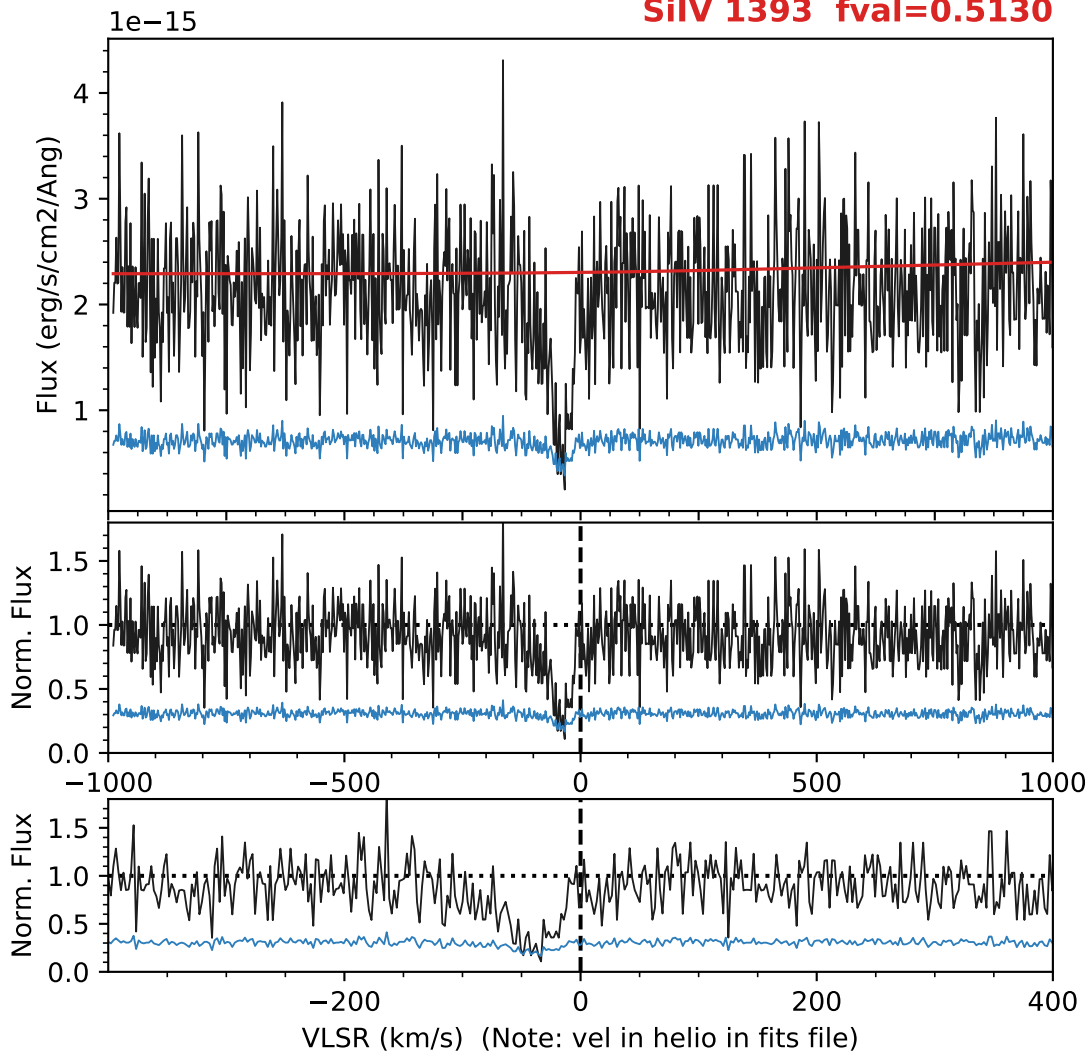 1e−15
SiIV 1393 fval=0.5130
4
3
2
1
Flux (erg/s/cm2/Ang)
1.5
1.0
0.5
0.0
Norm. Flux
−1000 −500 0 500 1000
1.5
1.0
0.5
0.0
Norm. Flux
−200 0 200 400
VLSR (km/s) (Note: vel in helio in fits file)